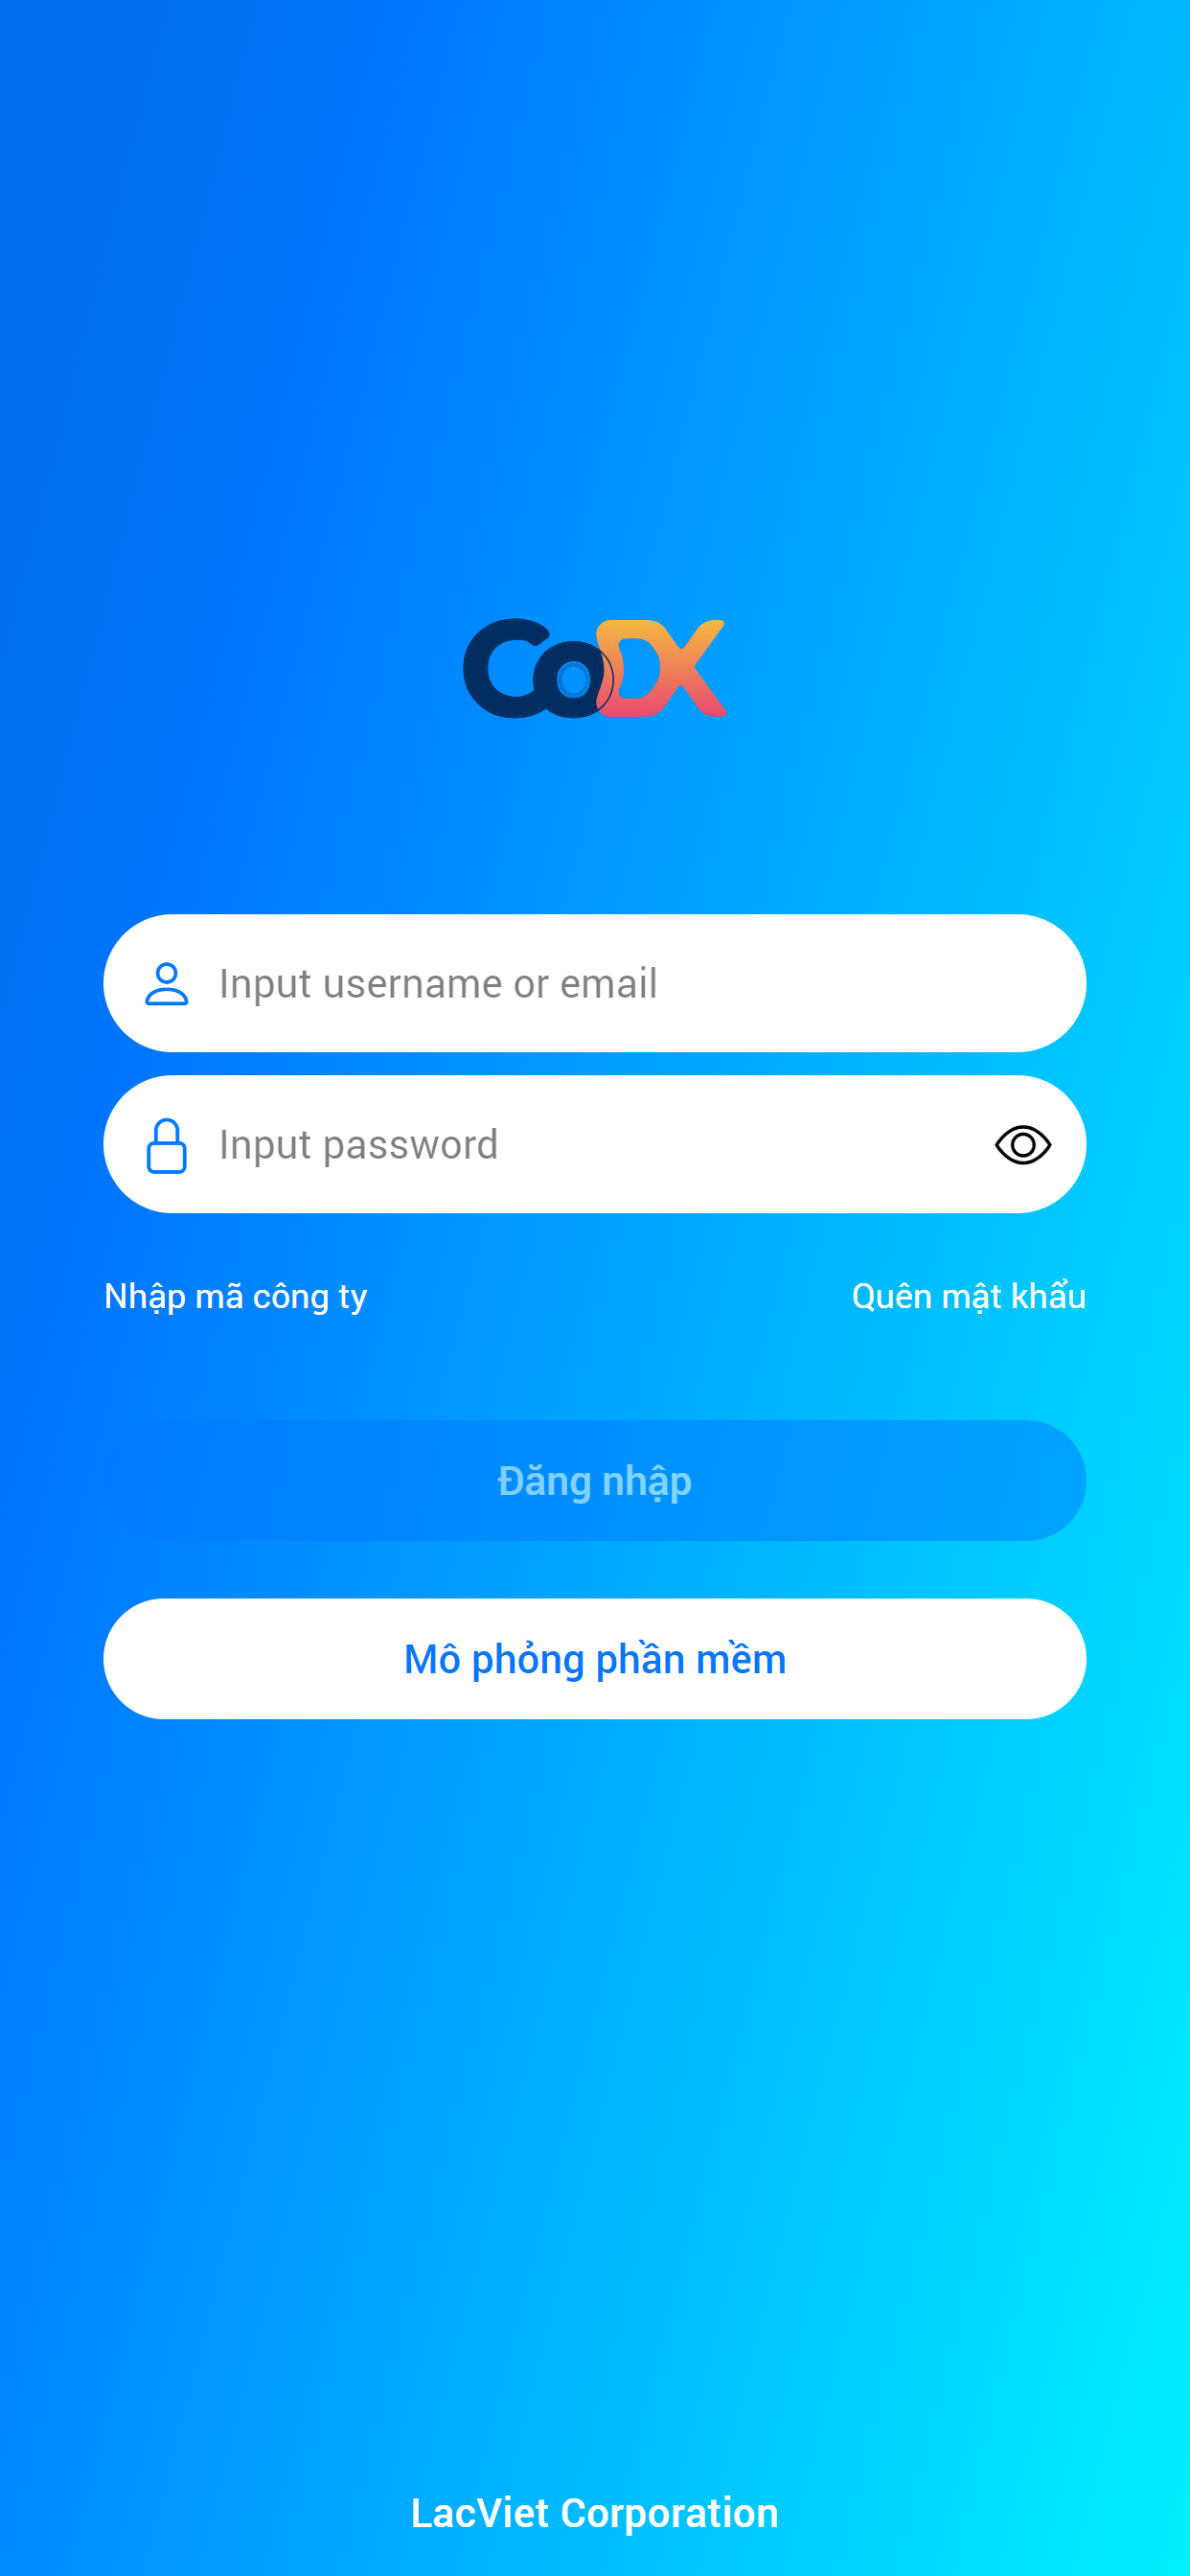 CoDX
Input username or email
Input password
Nhập mã công ty
Quên mật khẩu
Đăng nhập
Mô phỏng phần mềm
LacViet Corporation